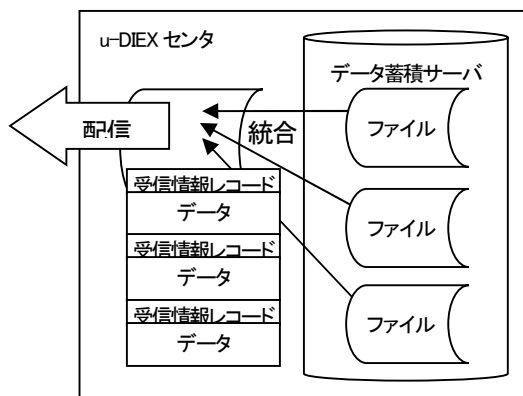 u-DIEX センタ
データ蓄積サーバ
配信
統合
ファイル
ファイル
ファイル
受信情報レコード
データ
受信情報レコード
データ
受信情報レコード
データ